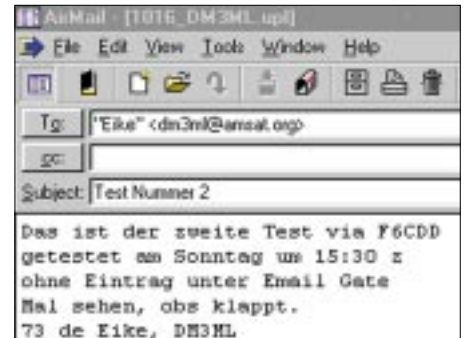 AirMail - [1016_DM3ML.upl]
File Edit View Tools Window Help
To: "Eike" <dm3ml@amsat.org>
cc:
Subject: Test Nummer 2
Das ist der zweite Test via F6CDD
getestet am Sonntag um 15:30 z
ohne Eintrag unter Email Gate
Mal sehen, obs klappt.
73 de Eike, DM3ML